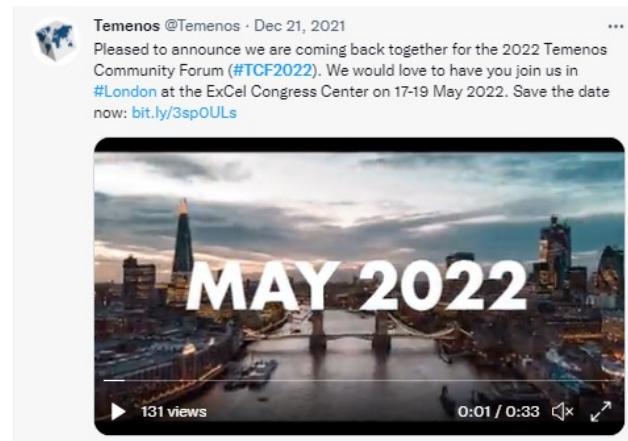 Temenos @Temenos · Dec 21, 2021
Pleased to announce we are coming back together for the 2022 Temenos
Community Forum (#TCF2022). We would love to have you join us in
#London at the ExCel Congress Center on 17-19 May 2022. Save the date
now: bit.ly/3sp0ULs
MAY 2022
131 views
0:01 / 0:33